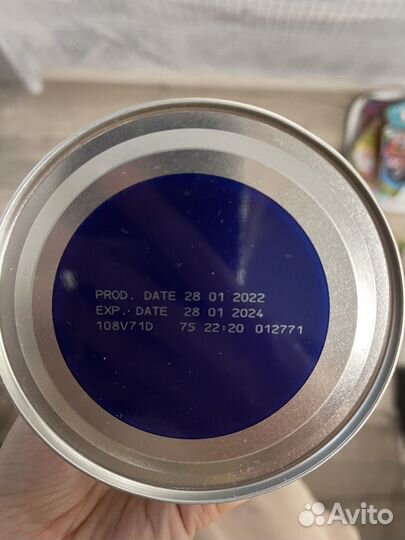 PROD. DATE 28 01 2022
EXP. DATE 28 01 2024
108V71D 75 22:20 012771
Avito